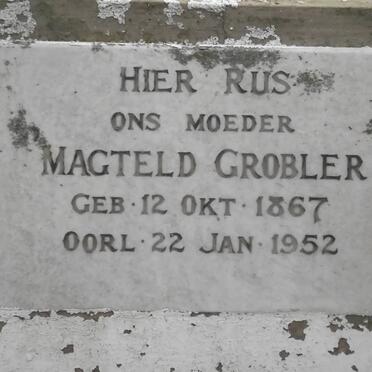 HIER RUS
ONS MOEDER
MAGTELD GROBLER
GEB · 12 OKT · 1867
OORL · 22 JAN · 1952